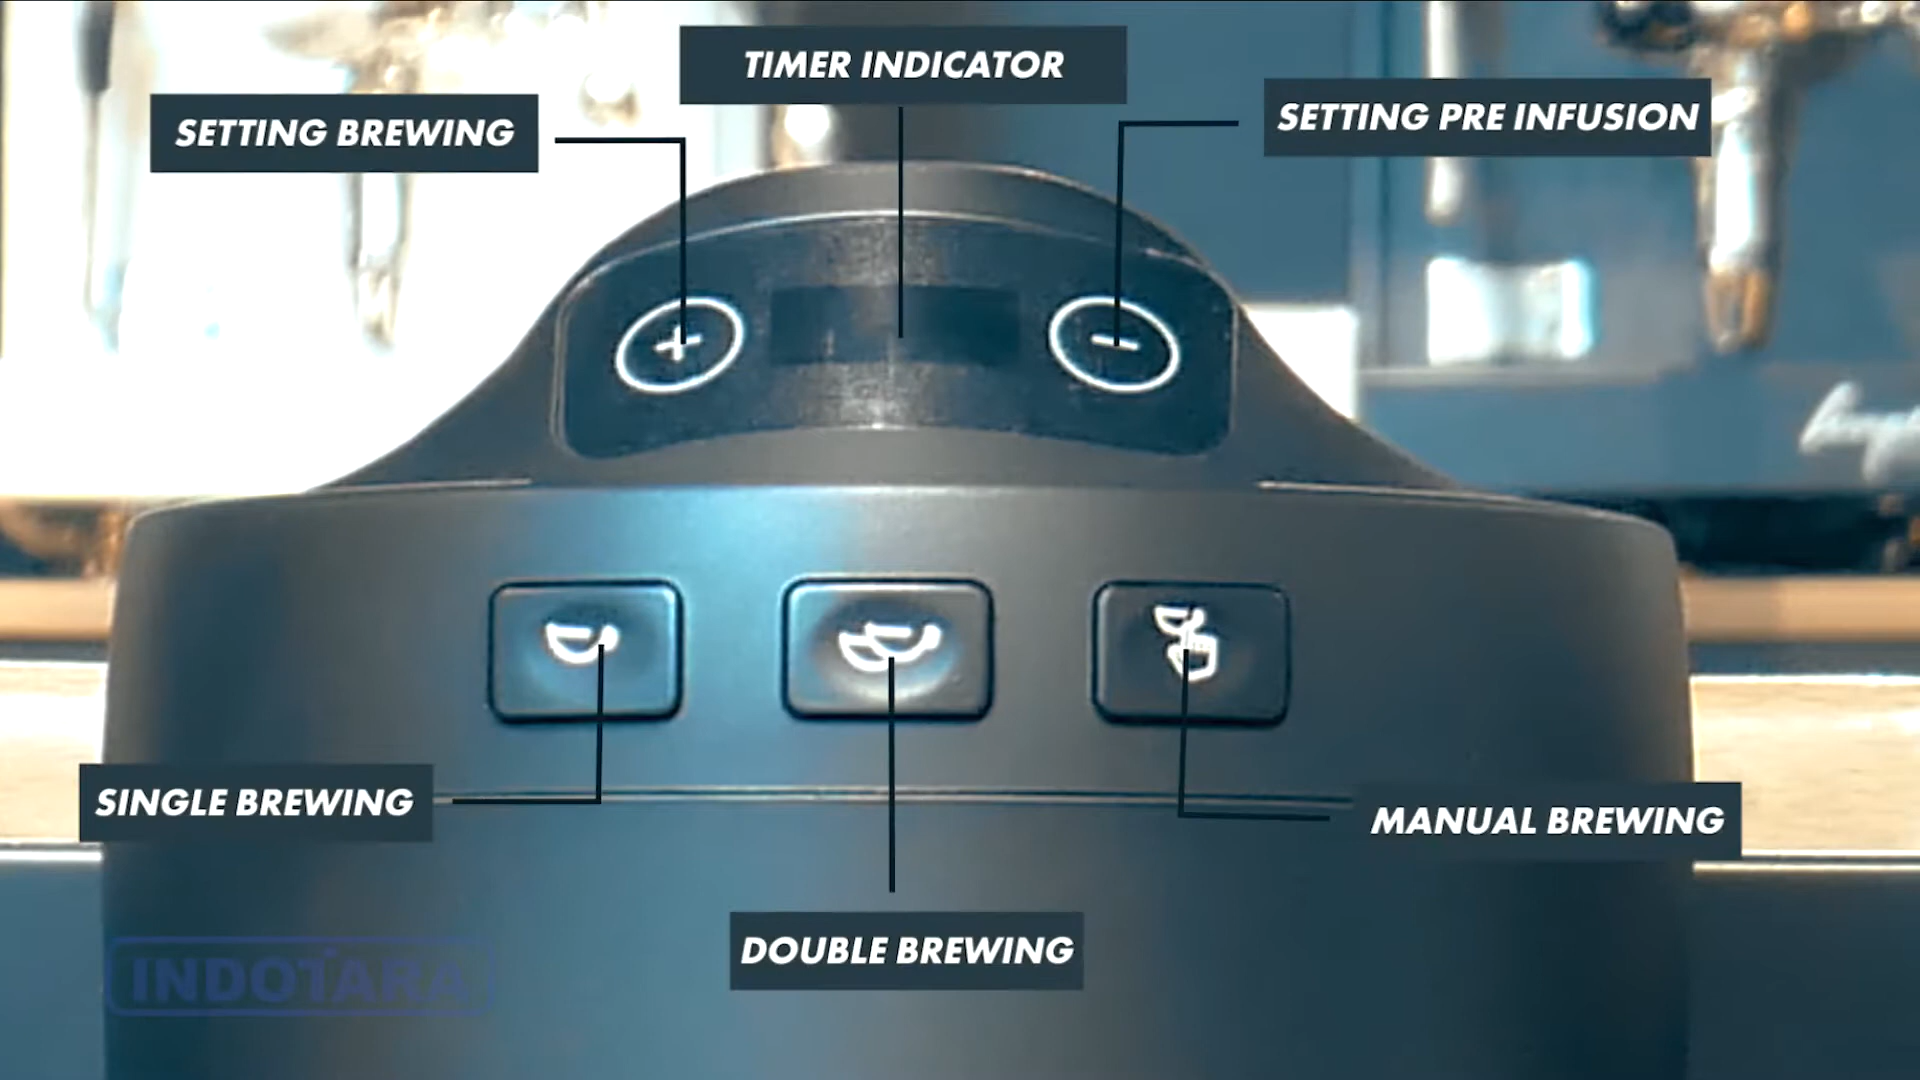 TIMER INDICATOR
SETTING BREWING
SETTING PRE INFUSION
SINGLE BREWING
MANUAL BREWING
DOUBLE BREWING
INDOTARA